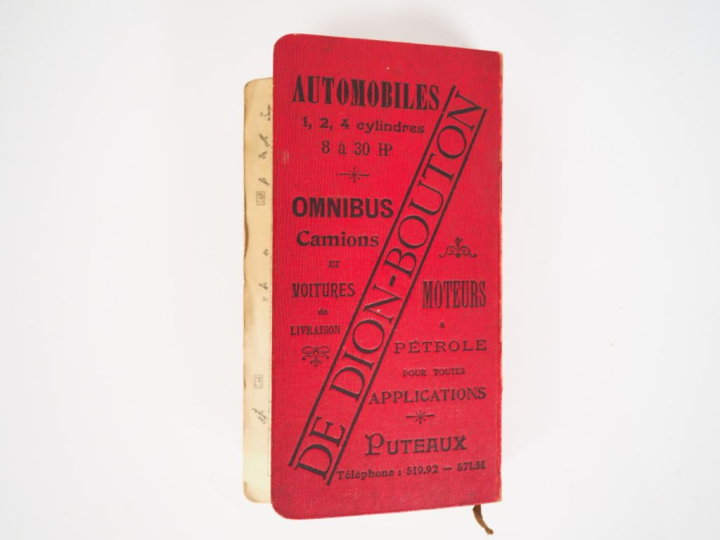 AUTOMOBILES
1, 2, 4 cylindres
8 à 30 HP
OMNIBUS
Camions
ET
VOITURES
de
LIVRAISON
DE DION-BOUTON
MOTEURS
à
PÉTROLE
POUR TOUTES
APPLICATIONS
PUTEAUX
Téléphone : 519.92 — 571.51